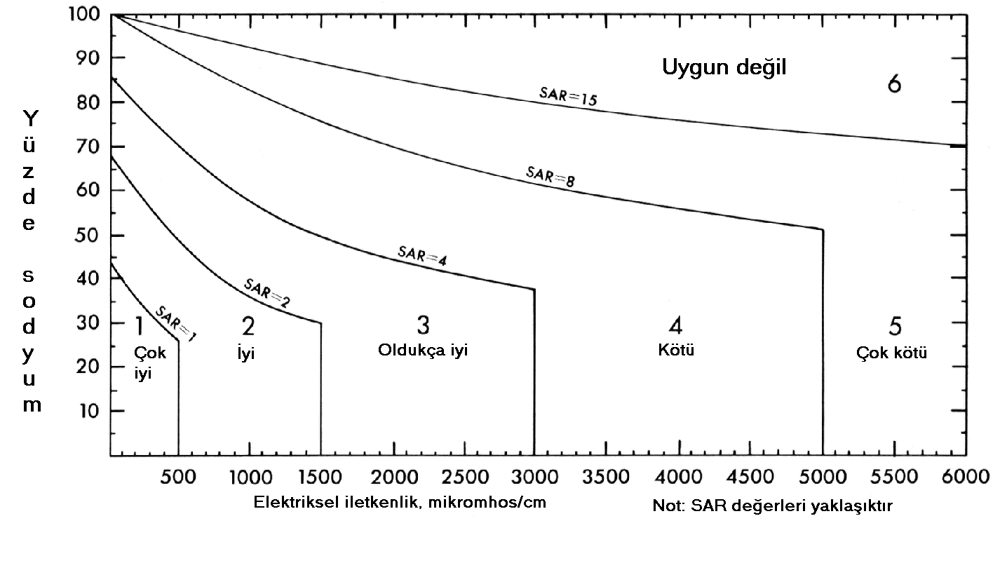 100
90
80
70
60
50
40
30
20
10
Yüzde sodyum
Uygun değil
6
SAR=15
SAR=8
SAR=4
SAR=2
SAR=1
1
Çok
iyi
2
İyi
3
Oldukça iyi
4
Kötü
5
Çok kötü
500 1000 1500 2000 2500 3000 3500 4000 4500 5000 5500 6000
Elektriksel iletkenlik, mikromhos/cm
Not: SAR değerleri yaklaşıktır